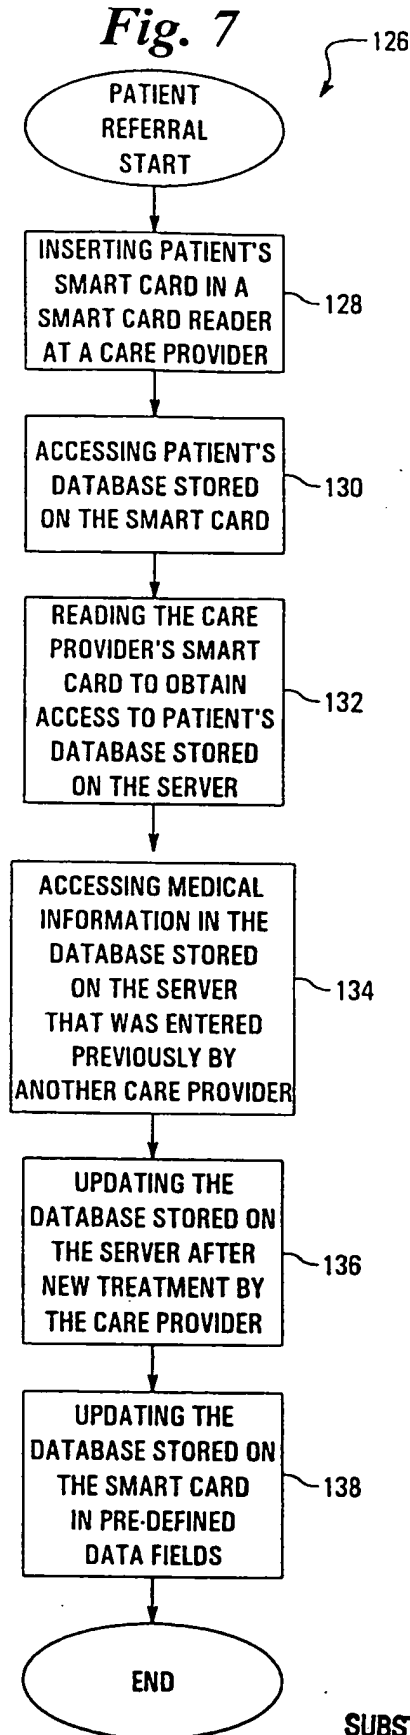 Fig. 7
126
PATIENT
REFERRAL
START
INSERTING PATIENT'S
SMART CARD IN A
SMART CARD READER
AT A CARE PROVIDER
128
ACCESSING PATIENT'S
DATABASE STORED
ON THE SMART CARD
130
READING THE CARE
PROVIDER'S SMART
CARD TO OBTAIN
ACCESS TO PATIENT'S
DATABASE STORED
ON THE SERVER
132
ACCESSING MEDICAL
INFORMATION IN THE
DATABASE STORED
ON THE SERVER
THAT WAS ENTERED
PREVIOUSLY BY
ANOTHER CARE PROVIDER
134
UPDATING THE
DATABASE STORED ON
THE SERVER AFTER
NEW TREATMENT BY
THE CARE PROVIDER
136
UPDATING THE
DATABASE STORED ON
THE SMART CARD
IN PRE-DEFINED
DATA FIELDS
138
END
SUBST